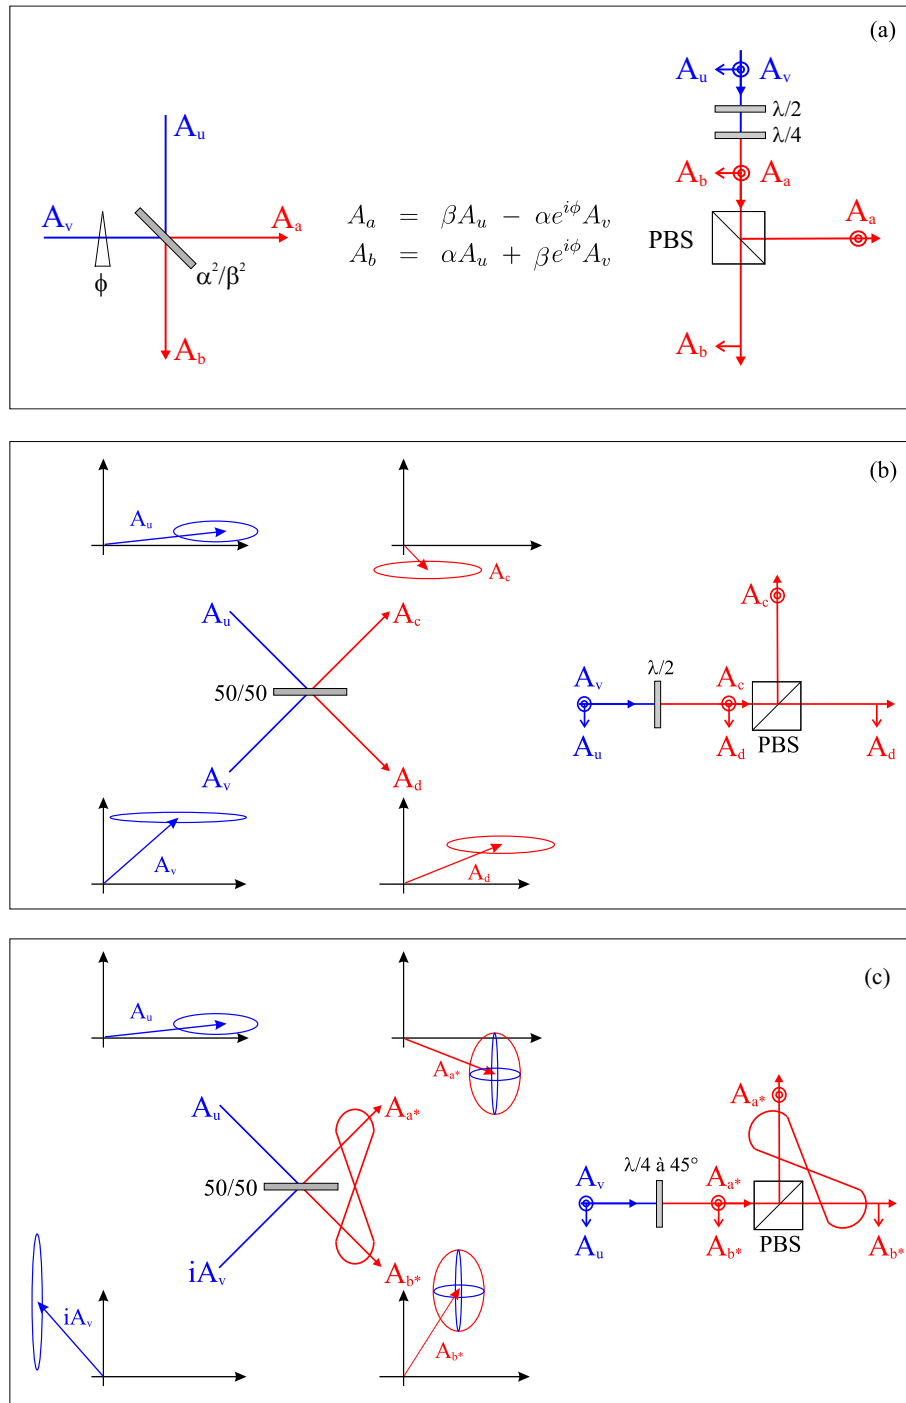 (a)
A_u
A_v
A_a
A_b
ϕ
α²/β²
A_a = βA_u − αe^{iϕ}A_v
A_b = αA_u + βe^{iϕ}A_v
A_u A_v
λ/2
λ/4
A_b A_a
PBS
A_a
A_b
(b)
A_u
A_c
A_u
A_c
50/50
A_v
A_d
A_v
A_d
A_c
λ/2
A_v
A_c
A_u
A_d
PBS
A_d
(c)
A_u
A_a*
A_u
A_a*
50/50
iA_v
A_b*
iA_v
A_b*
A_a*
λ/4 à 45°
A_v
A_a*
A_u
A_b*
PBS
A_b*